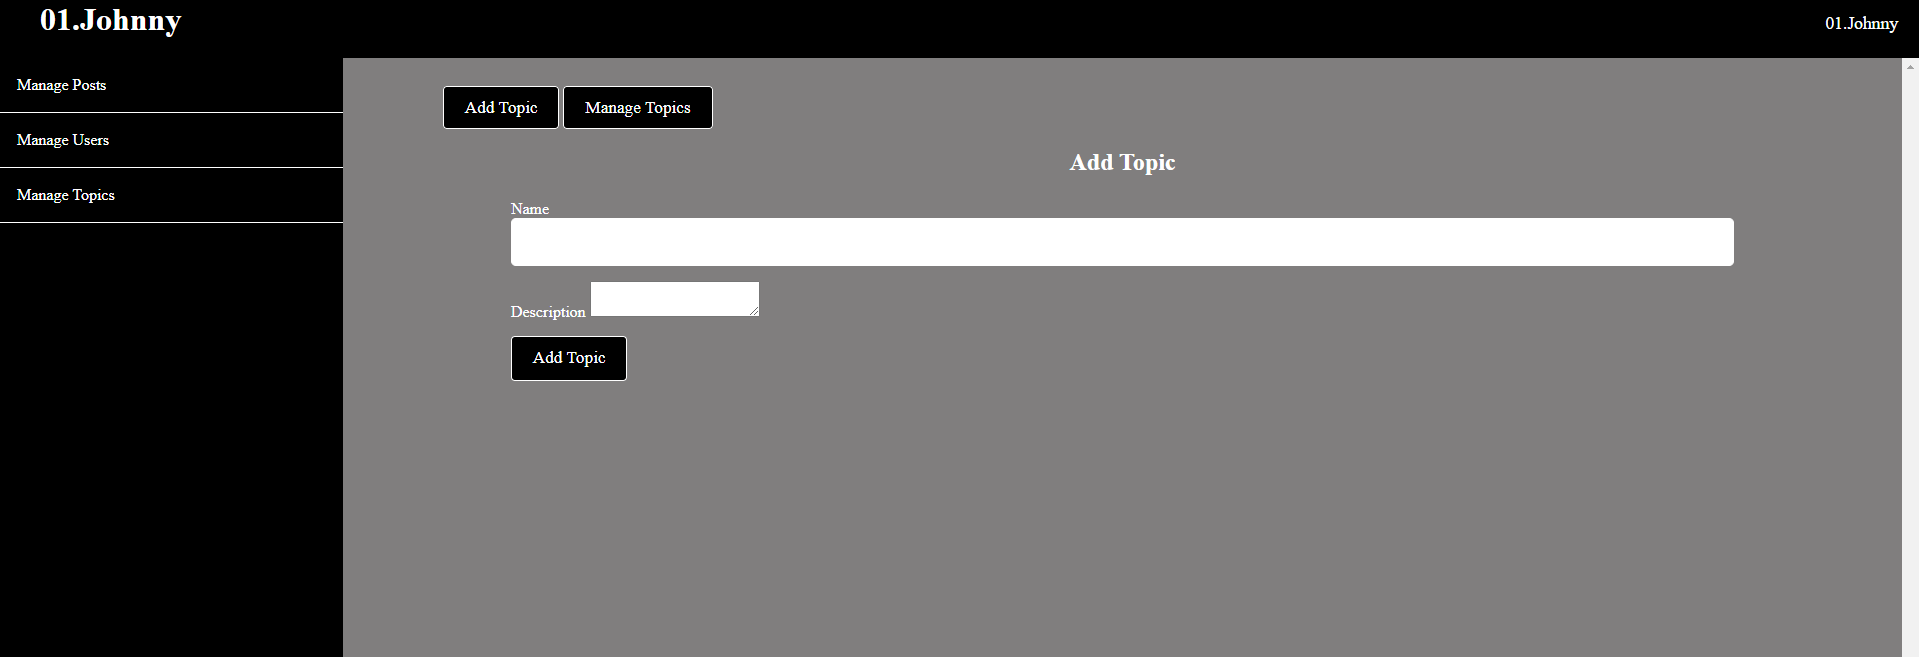 01.Johnny
01.Johnny
Manage Posts
Manage Users
Manage Topics
Add Topic
Manage Topics
Add Topic
Name
Description
Add Topic